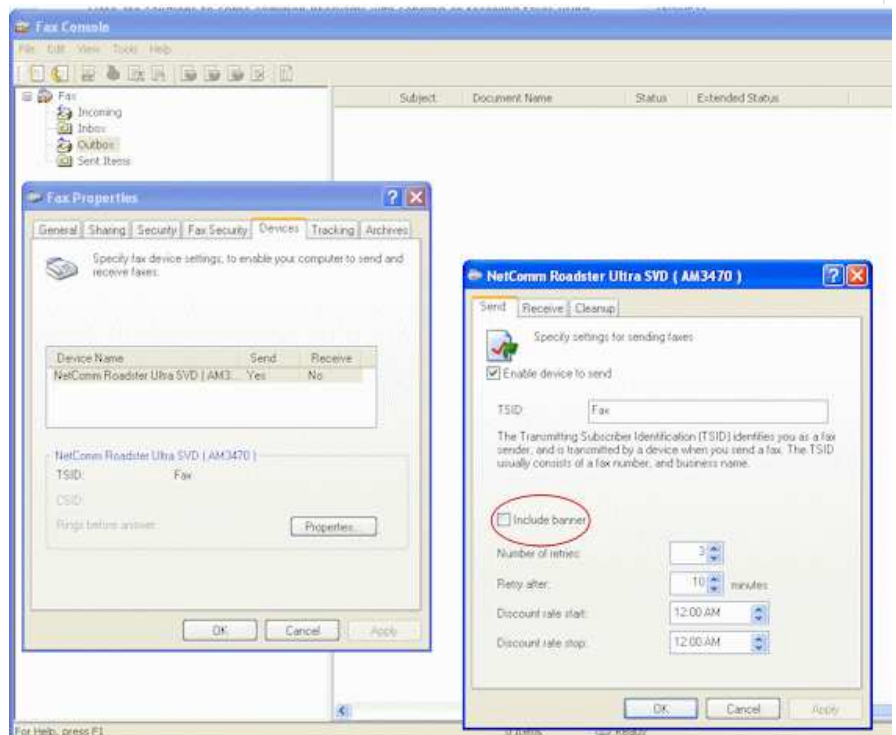 Fax Console
File Edit View Tools Help
Fax
Incoming
Inbox
Outbox
Sent Items
Subject Document Name Status Extended Status
Fax Properties
General Sharing Security Fax Security Devices Tracking Archives
Specify fax device settings, to enable your computer to send and
receive faxes.
Device Name Send Receive
NetComm Roadster Ultra SVD ( AM3... Yes No
NetComm Roadster Ultra SVD ( AM3470 )
TSID: Fax
CSID:
Rings before answer:
Properties...
OK Cancel Apply
NetComm Roadster Ultra SVD ( AM3470 )
Send Receive Cleanup
Specify settings for sending faxes
Enable device to send
TSID: Fax
The Transmitting Subscriber Identification (TSID) identifies you as a fax
sender, and is transmitted by a device when you send a fax. The TSID
usually consists of a fax number, and business name.
Include banner
Number of retries: 3
Retry after: 10 minutes
Discount rate start: 12:00 AM
Discount rate stop: 12:00 AM
OK Cancel Apply
For Help, press F1